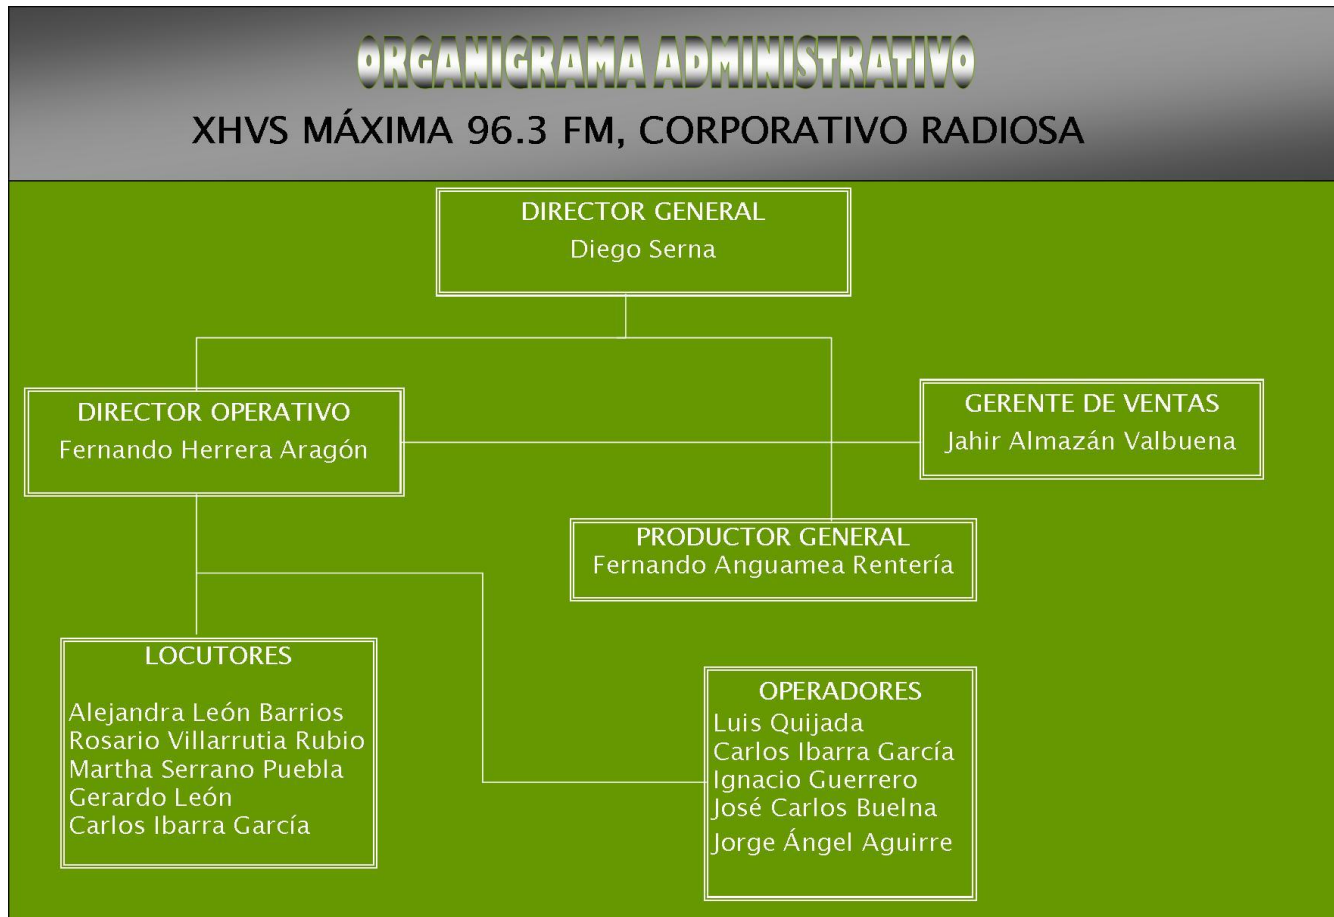 ORGANIGRAMA ADMINISTRATIVO
XHVS MÁXIMA 96.3 FM, CORPORATIVO RADIOSA
DIRECTOR GENERAL
Diego Serna
DIRECTOR OPERATIVO
Fernando Herrera Aragón
GERENTE DE VENTAS
Jahir Almazán Valbuena
PRODUCTOR GENERAL
Fernando Anguamea Rentería
LOCUTORES
Alejandra León Barrios
Rosario Villarrutia Rubio
Martha Serrano Puebla
Gerardo León
Carlos Ibarra García
OPERADORES
Luis Quijada
Carlos Ibarra García
Ignacio Guerrero
José Carlos Buelna
Jorge Ángel Aguirre